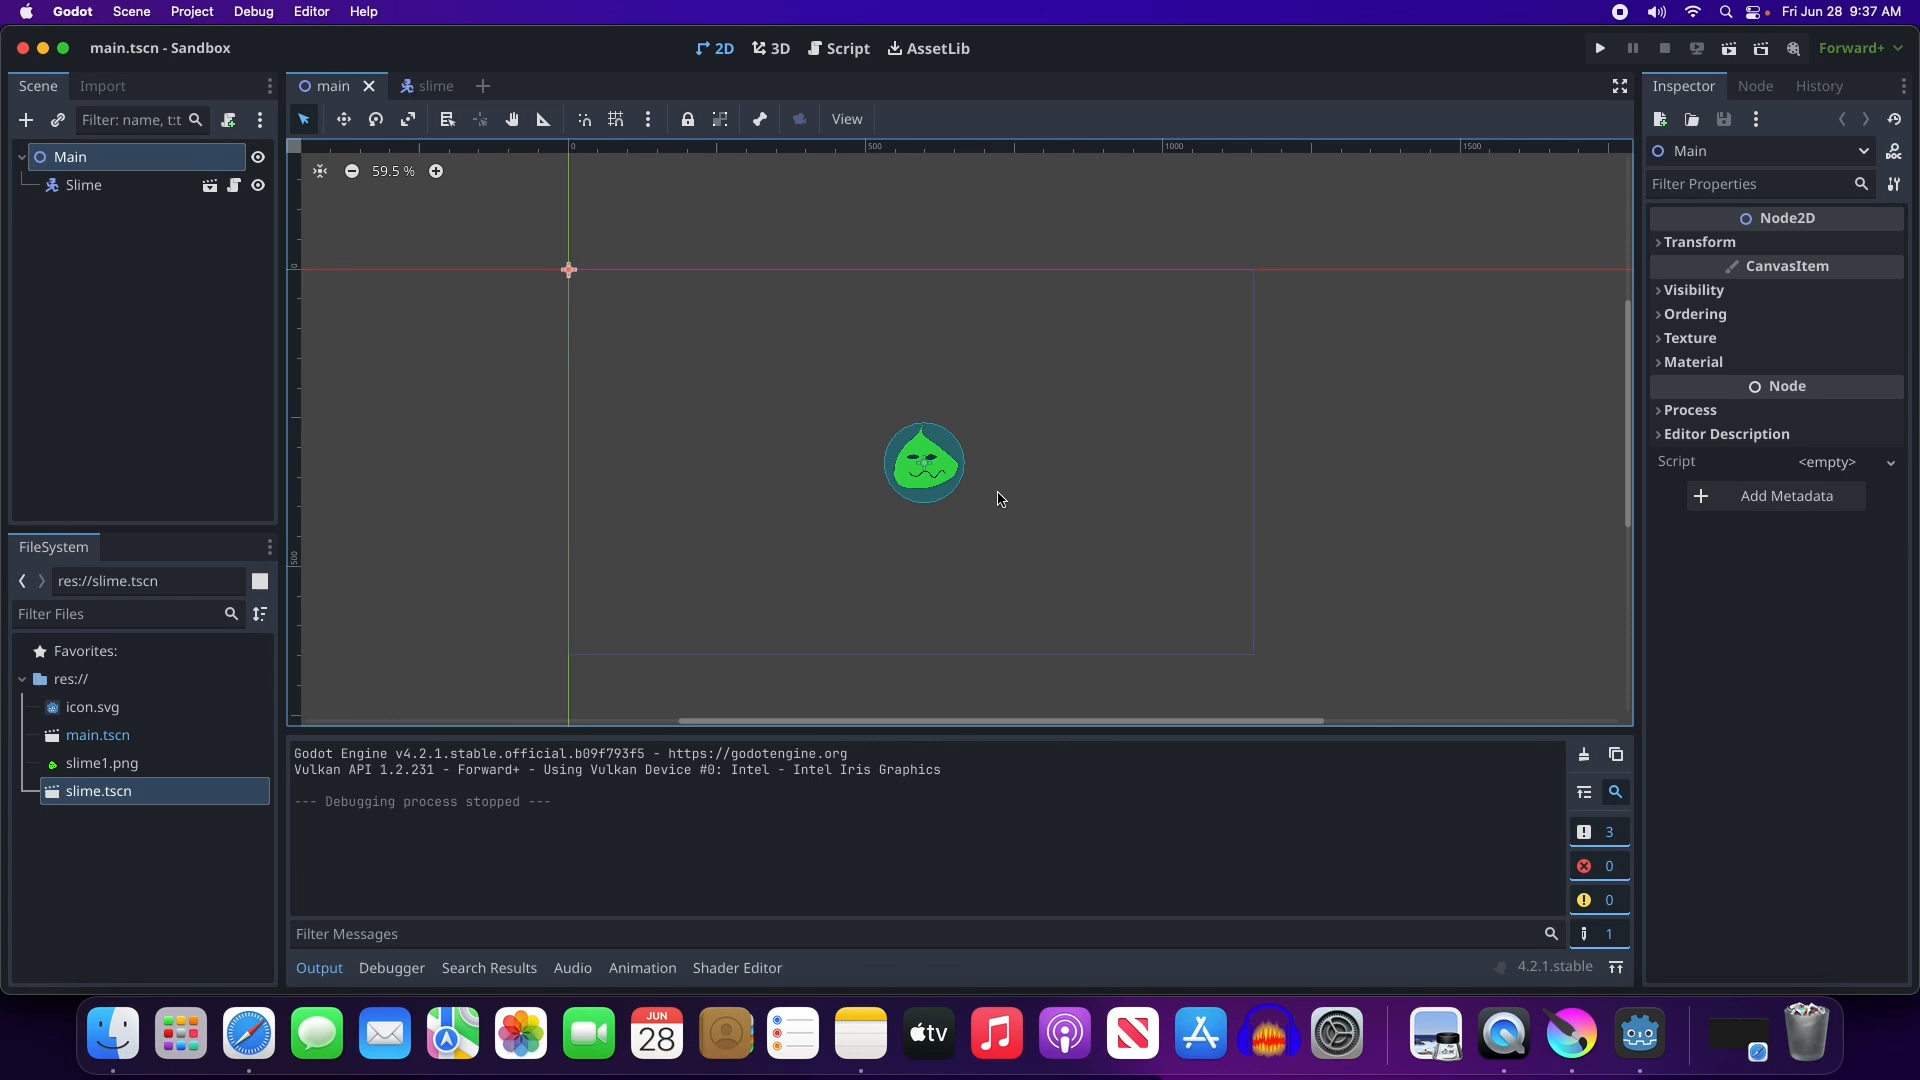 Godot Scene Project Debug Editor Help Fri Jun 28 9:37 AM
main.tscn - Sandbox 2D 3D Script AssetLib Forward+
Scene Import main slime Inspector Node History
Filter: name, t:t View
Main
Slime
59.5 %
0 500 1000 1500
0
500
Main
Filter Properties
Node2D
Transform
CanvasItem
Visibility
Ordering
Texture
Material
Node
Process
Editor Description
Script <empty>
Add Metadata
FileSystem
res://slime.tscn
Filter Files
Favorites:
res://
icon.svg
main.tscn
slime1.png
slime.tscn
Godot Engine v4.2.1.stable.official.b09f793f5 - https://godotengine.org
Vulkan API 1.2.231 - Forward+ - Using Vulkan Device #0: Intel - Intel Iris Graphics
--- Debugging process stopped ---
3
0
0
1
Filter Messages
Output Debugger Search Results Audio Animation Shader Editor 4.2.1.stable
DOC
JUN
28
tv